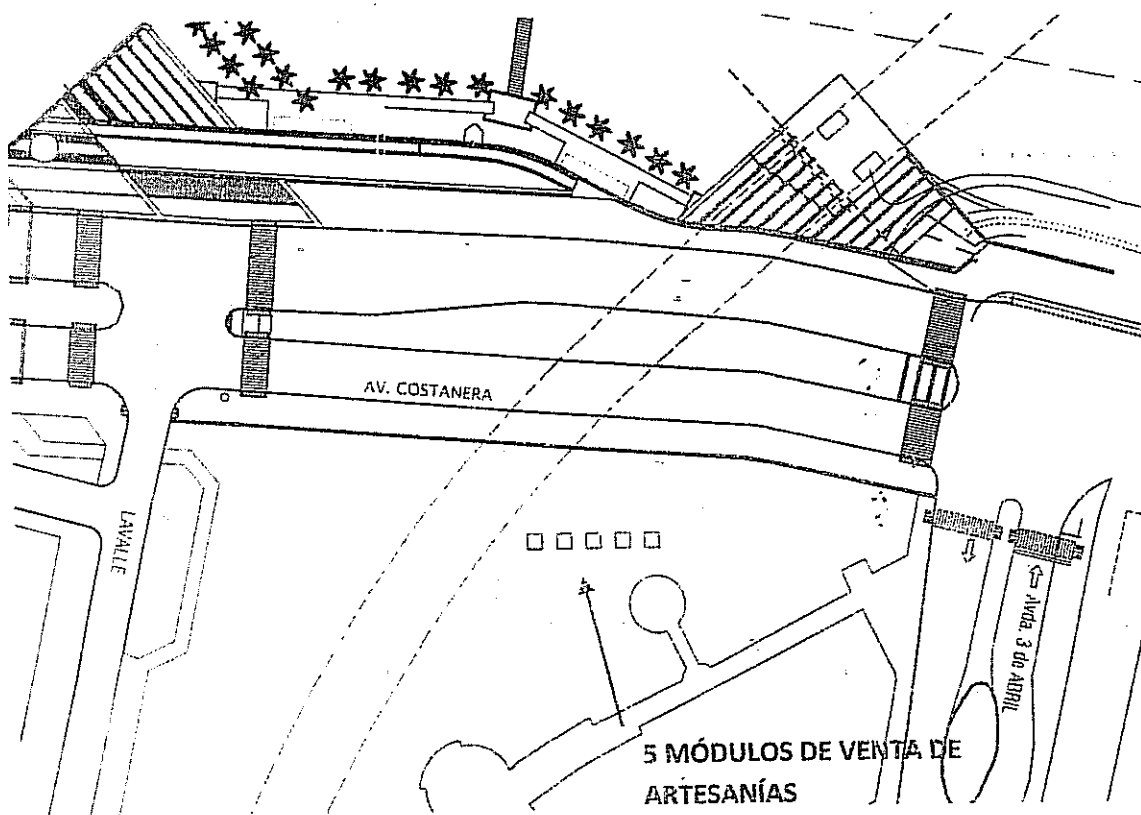 AV. COSTANERA
LAVALLE
Avda. 3 de ABRIL
5 MÓDULOS DE VENTA DE
ARTESANÍAS